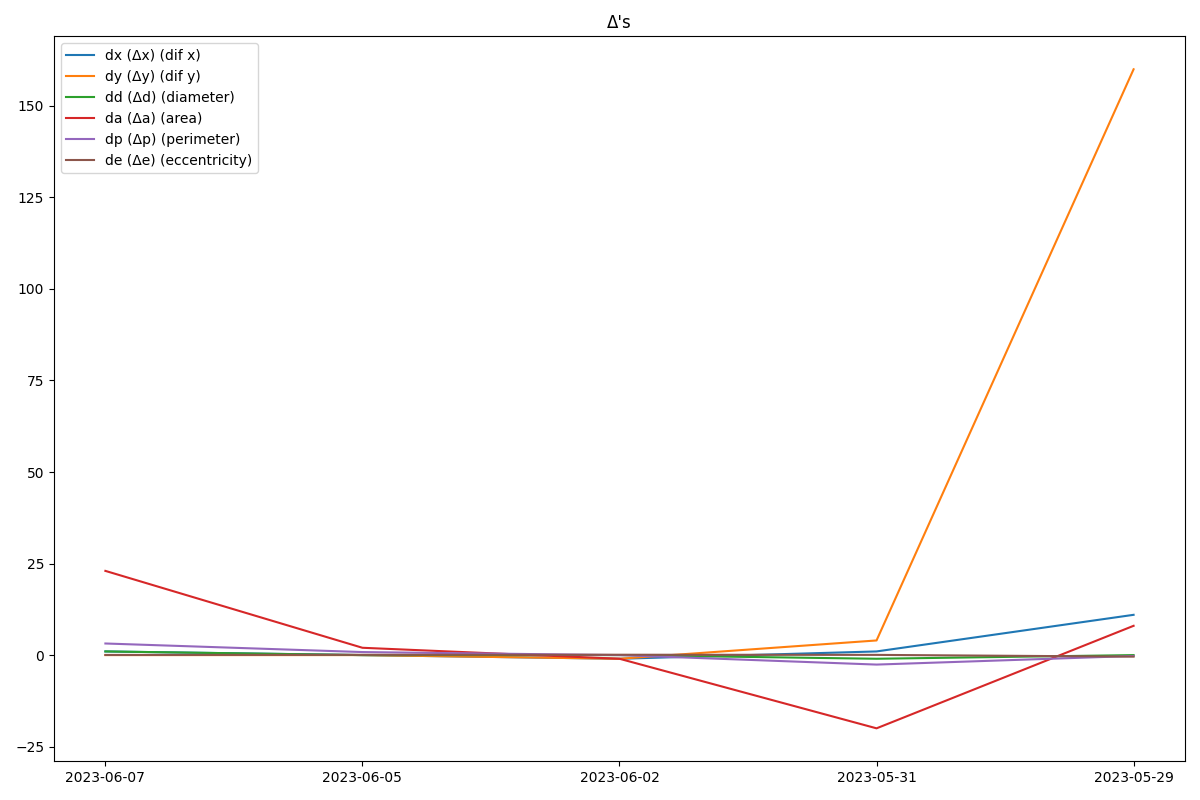 Δ's
dx (Δx) (dif x)
dy (Δy) (dif y)
dd (Δd) (diameter)
da (Δa) (area)
dp (Δp) (perimeter)
de (Δe) (eccentricity)
150
125
100
75
50
25
0
−25
2023-06-07 2023-06-05 2023-06-02 2023-05-31 2023-05-29